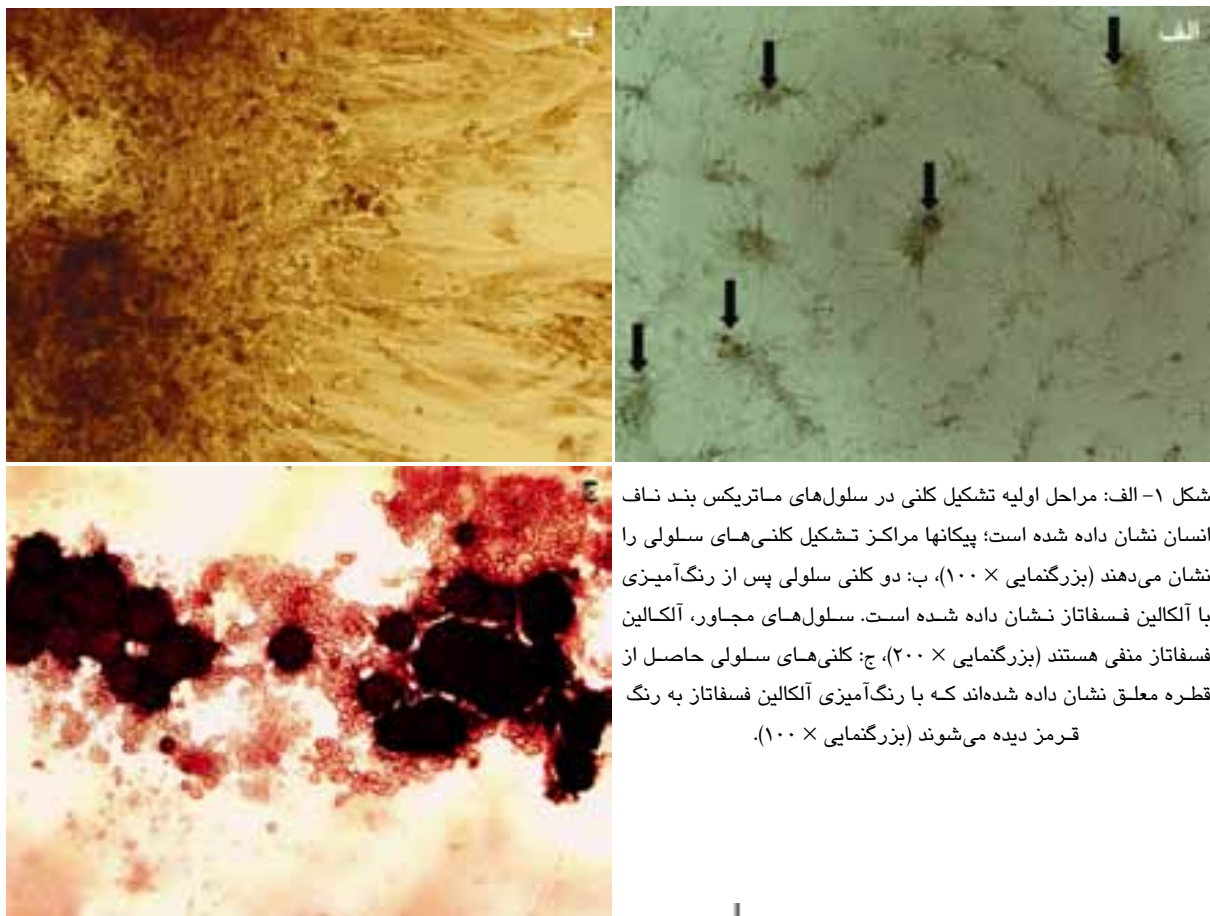 الف
ب
ج
شکل ۱- الف: مراحل اولیه تشکیل کلنی در سلول‌های ماتریکس بند ناف
انسان نشان داده شده است؛ پیکانها مراکز تشکیل کلنی‌های سلولی را
نشان می‌دهند (بزرگنمایی × ۱۰۰)، ب: دو کلنی سلولی پس از رنگ‌آمیزی
با آلکالین فسفاتاز نشان داده شده است. سلول‌های مجاور، آلکالین
فسفاتاز منفی هستند (بزرگنمایی × ۲۰۰)، ج: کلنی‌های سلولی حاصل از
قطره معلق نشان داده شده‌اند که با رنگ‌آمیزی آلکالین فسفاتاز به رنگ
قرمز دیده می‌شوند (بزرگنمایی × ۱۰۰).